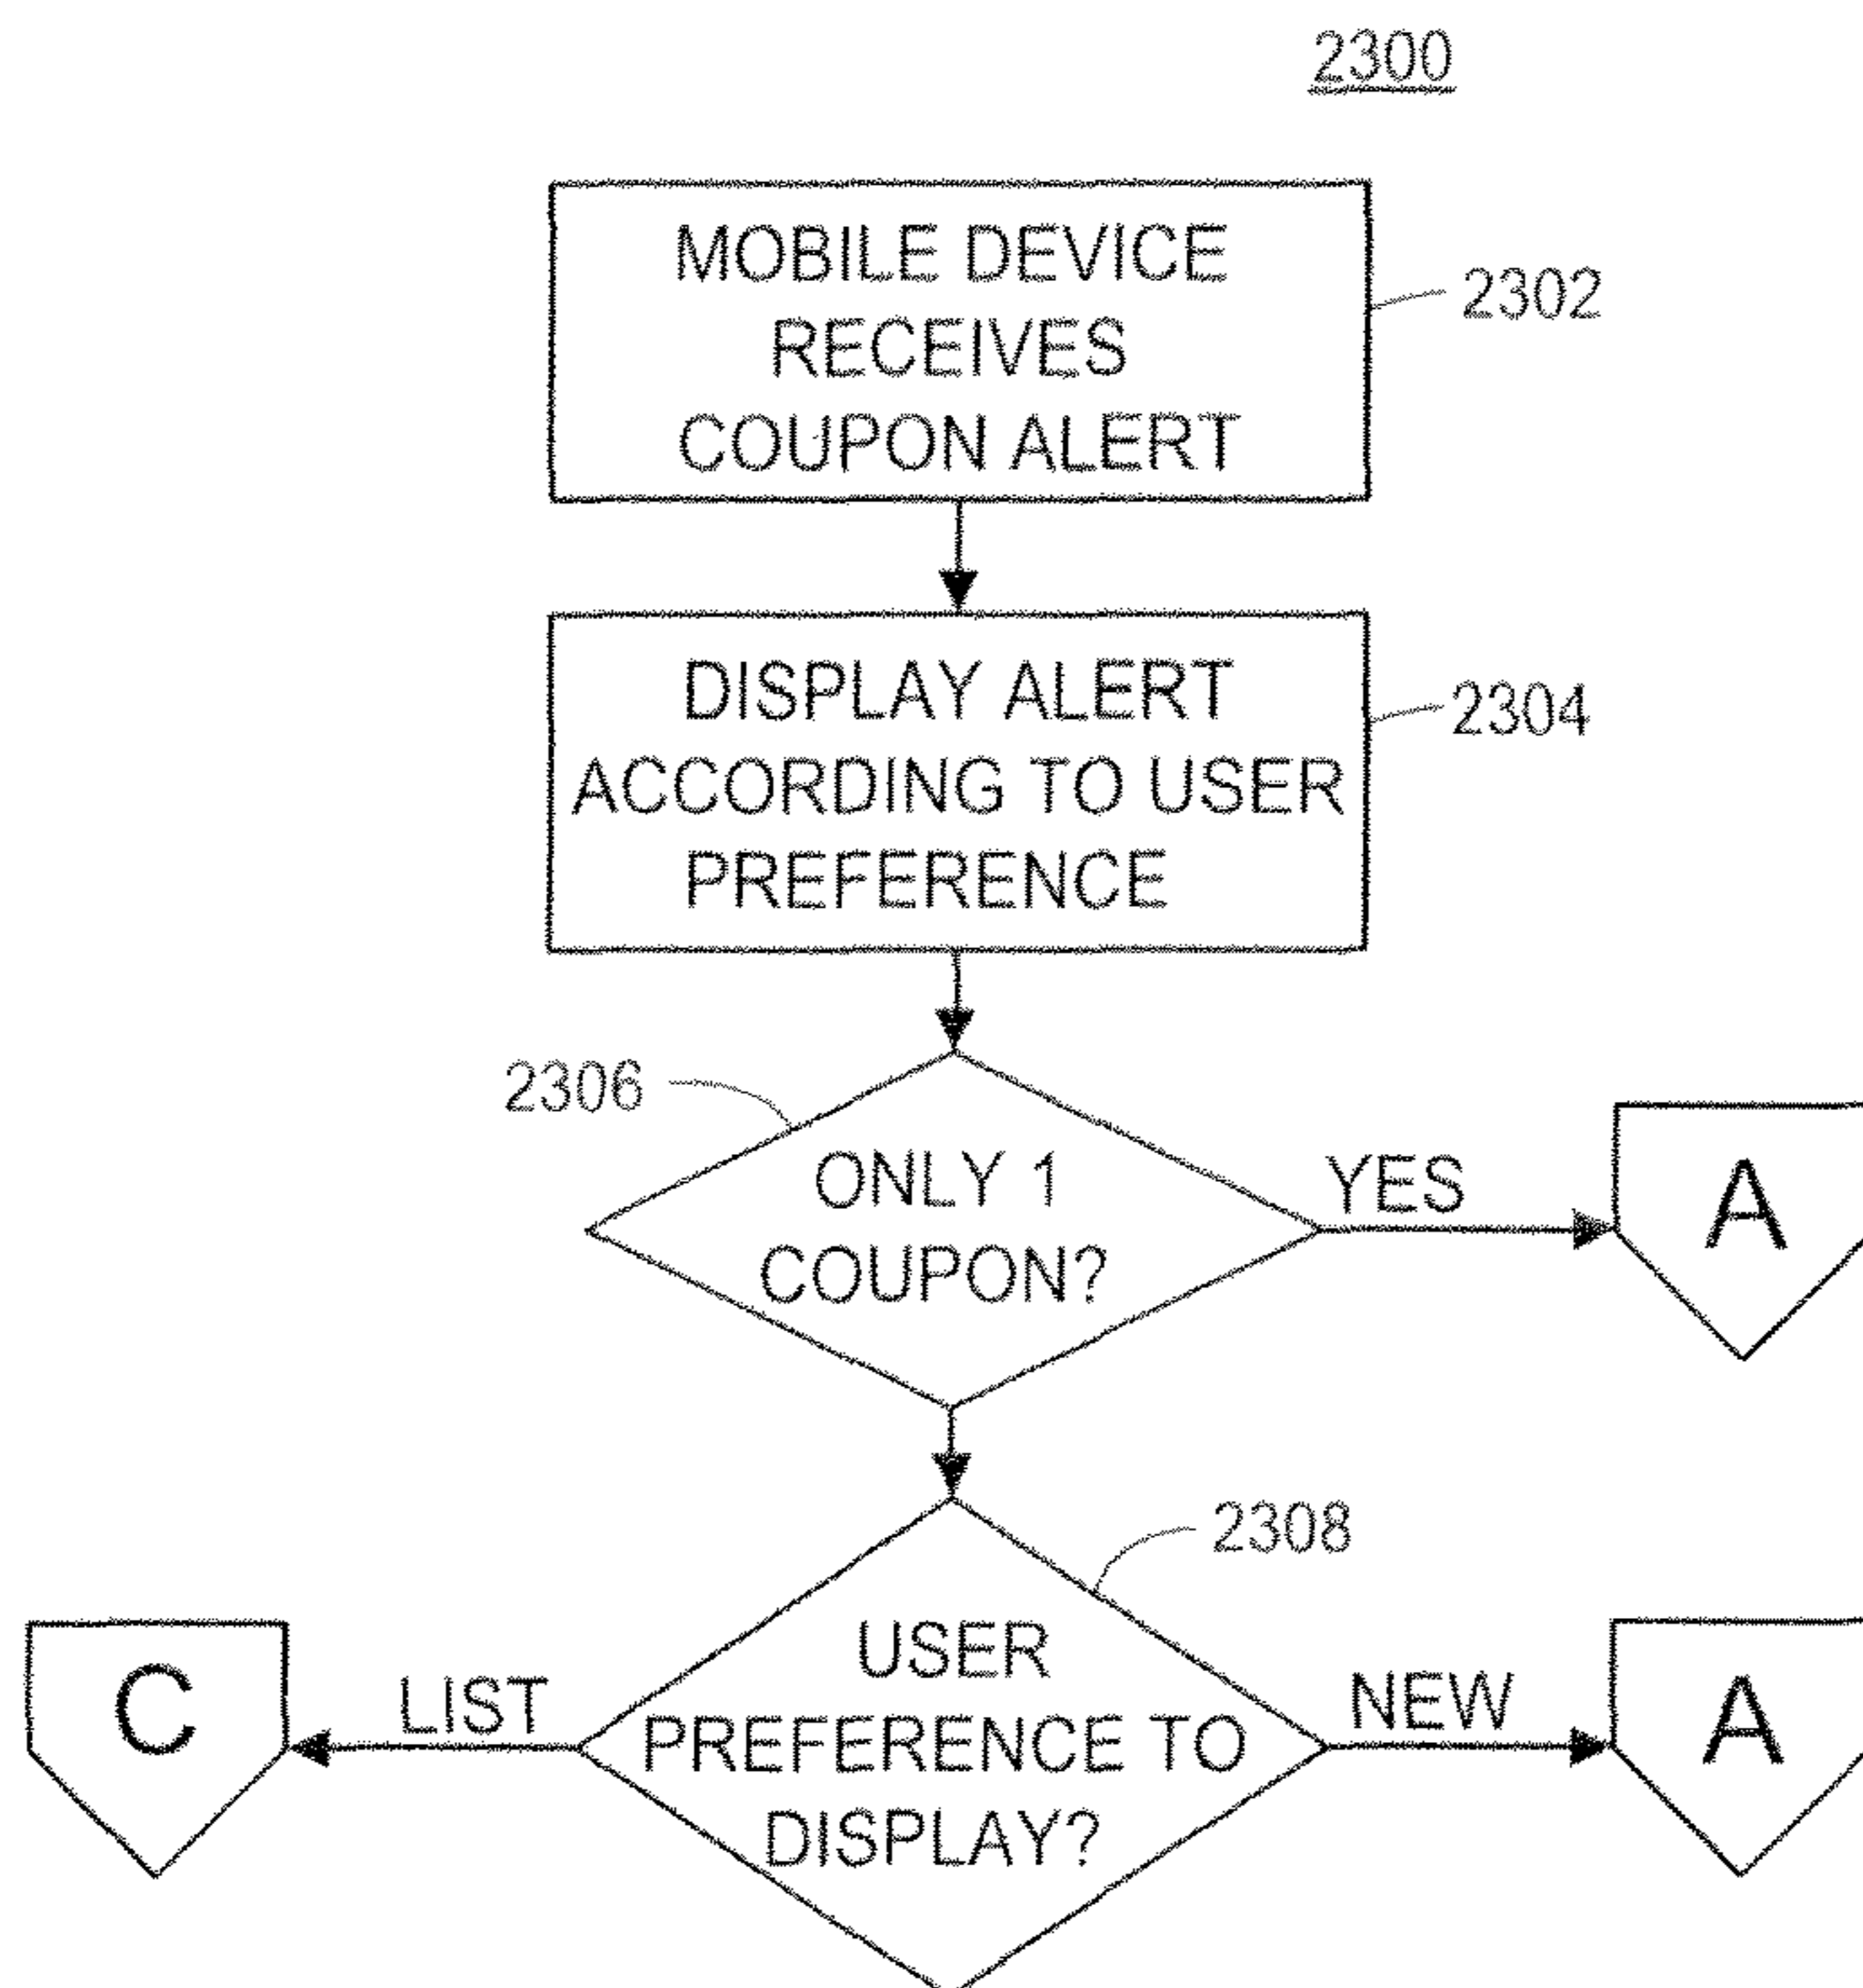 2300
MOBILE DEVICE
RECEIVES
COUPON ALERT
2302
DISPLAY ALERT
ACCORDING TO USER
PREFERENCE
2304
2306
ONLY 1
COUPON?
YES
A
2308
USER
PREFERENCE TO
DISPLAY?
LIST
C
NEW
A